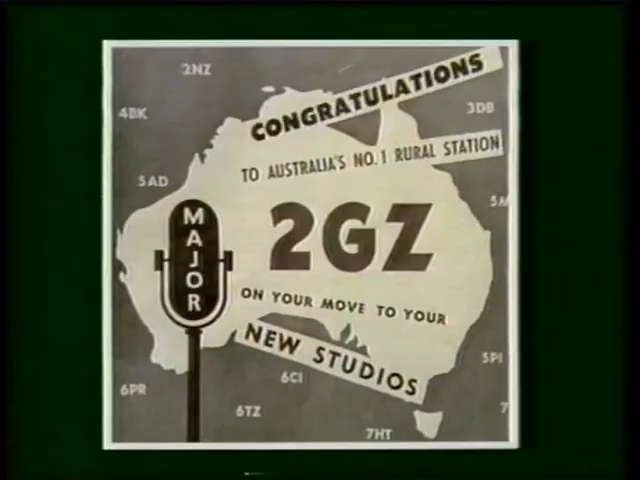 2NZ
4BK
CONGRATULATIONS
3DB
TO AUSTRALIA'S NO. 1 RURAL STATION
5AD
MAJOR
2GZ
ON YOUR MOVE TO YOUR
NEW STUDIOS
5PI
6CI
6PR
6TZ
7HT